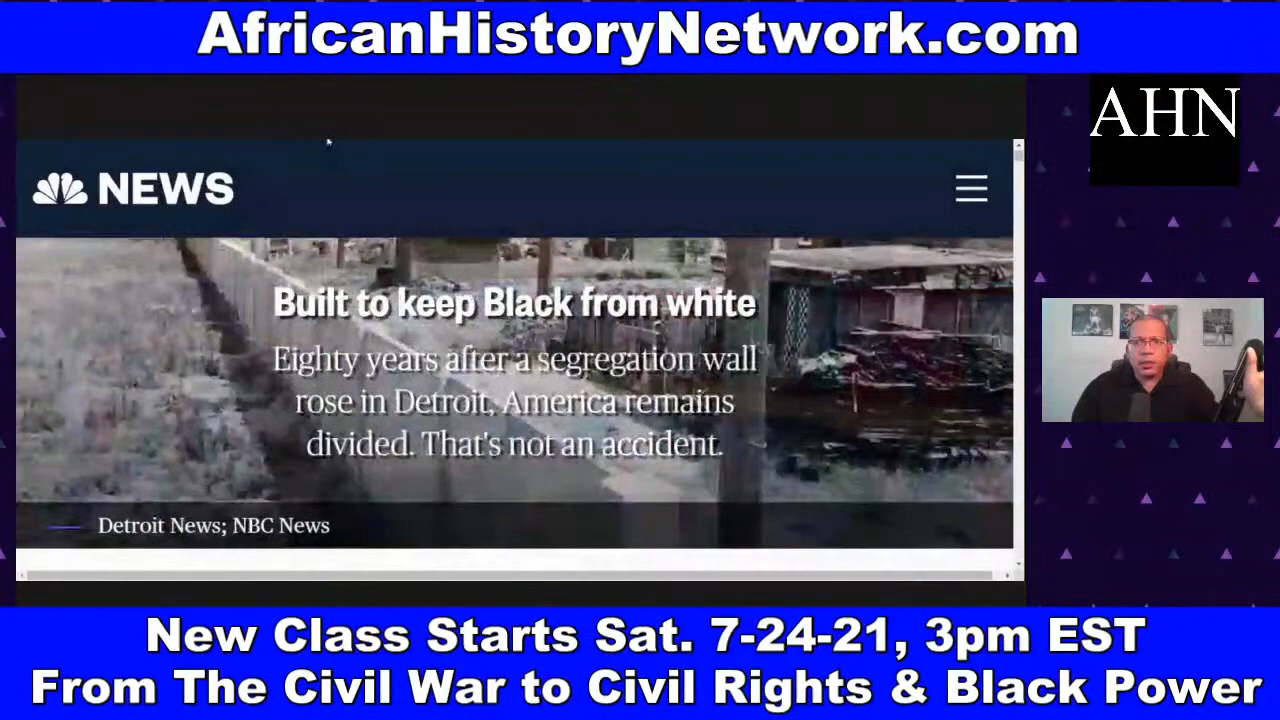 AfricanHistoryNetwork.com
AHN
NEWS
Built to keep Black from white
Eighty years after a segregation wall
rose in Detroit, America remains
divided. That's not an accident.
Detroit News; NBC News
New Class Starts Sat. 7-24-21, 3pm EST
From The Civil War to Civil Rights & Black Power